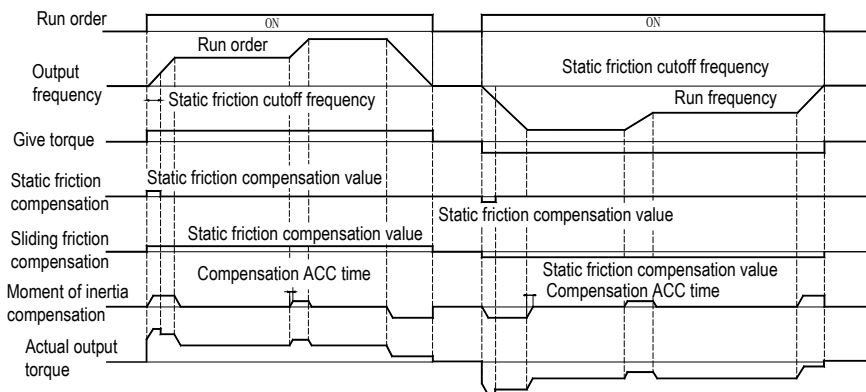 Run order
ON
ON
Run order
Output
frequency
Static friction cutoff frequency
Static friction cutoff frequency
Run frequency
Give torque
Static friction
compensation
Static friction compensation value
Static friction compensation value
Sliding friction
compensation
Static friction compensation value
Static friction compensation value
Compensation ACC time
Compensation ACC time
Moment of inertia
compensation
Actual output
torque